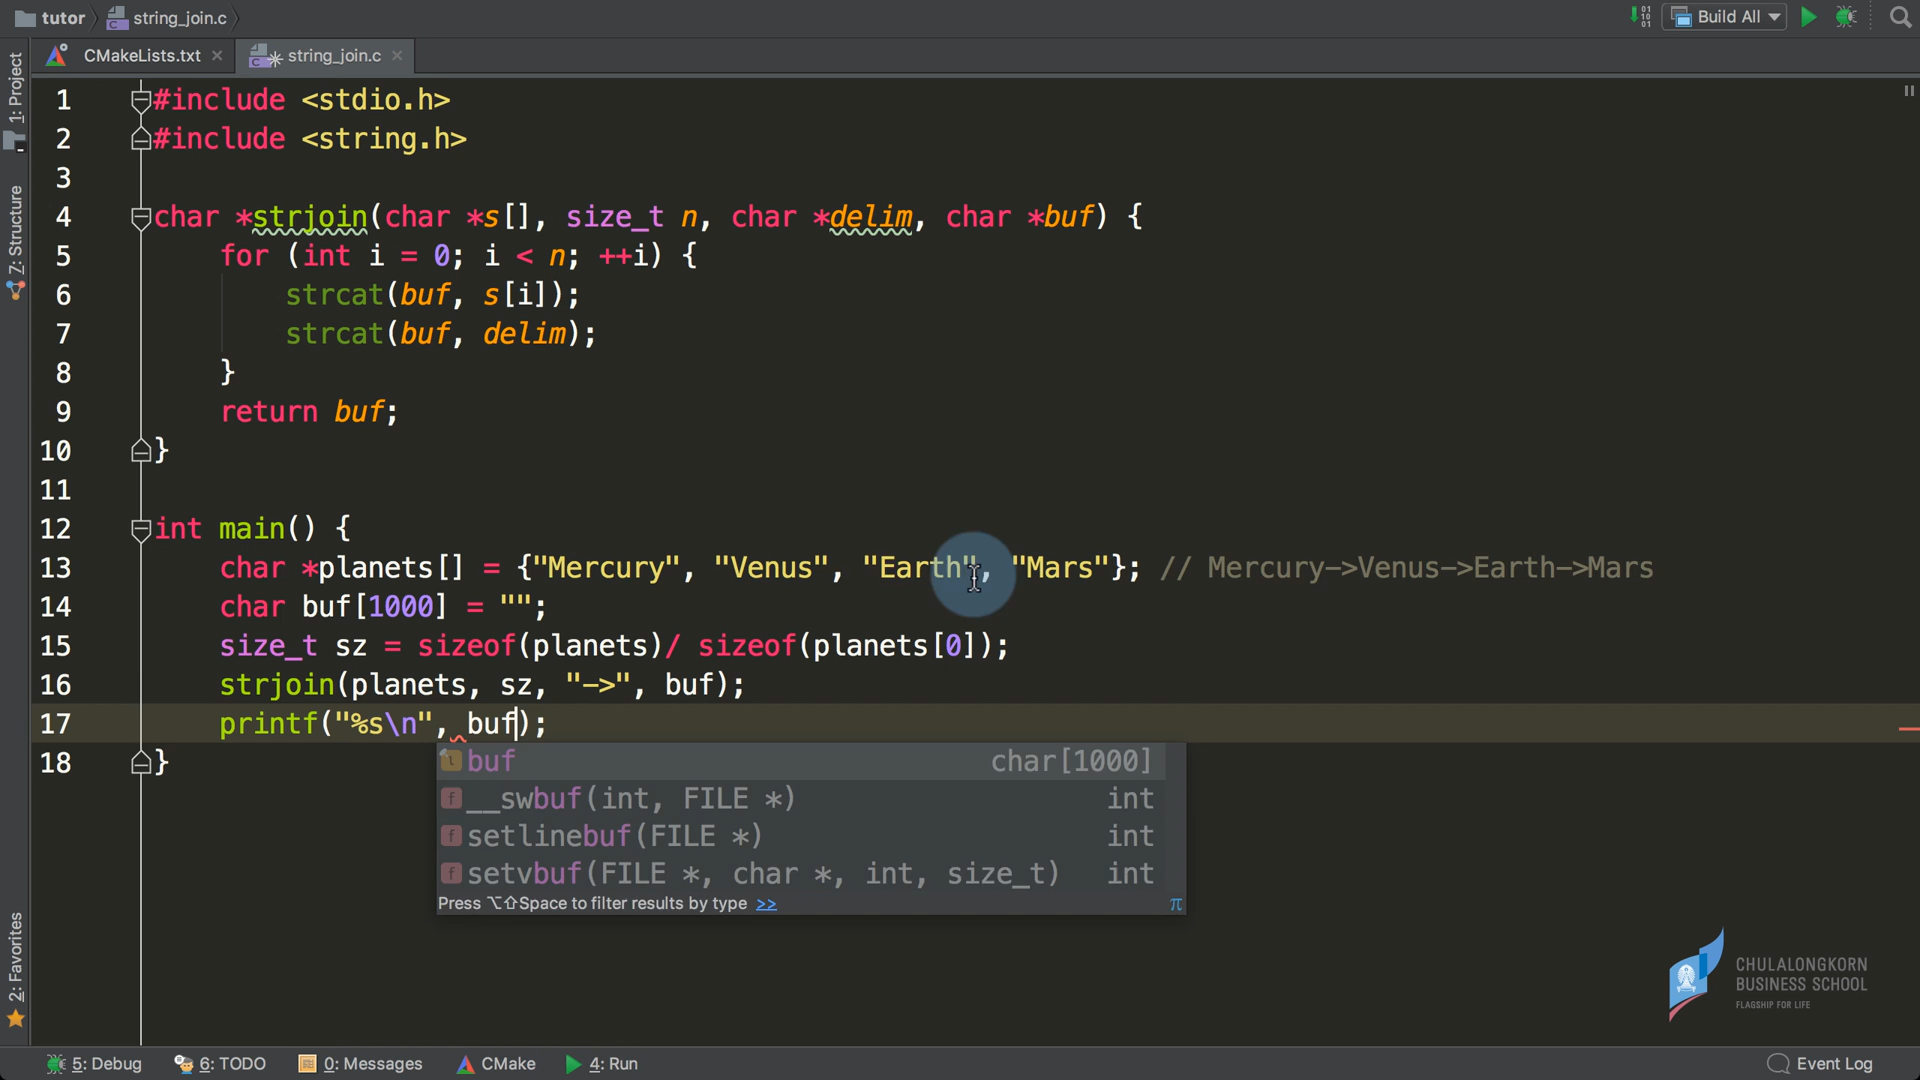 tutor string_join.c Build All
CMakeLists.txt string_join.c
1: Project
7: Structure
2: Favorites
1 #include <stdio.h>
2 #include <string.h>
3
4 char *strjoin(char *s[], size_t n, char *delim, char *buf) {
5 for (int i = 0; i < n; ++i) {
6 strcat(buf, s[i]);
7 strcat(buf, delim);
8 }
9 return buf;
10 }
11
12 int main() {
13 char *planets[] = {"Mercury", "Venus", "Earth", "Mars"}; // Mercury->Venus->Earth->Mars
14 char buf[1000] = "";
15 size_t sz = sizeof(planets)/ sizeof(planets[0]);
16 strjoin(planets, sz, "->", buf);
17 printf("%s\n", buf);
18 }
buf char[1000]
__swbuf(int, FILE *) int
setlinebuf(FILE *) int
setvbuf(FILE *, char *, int, size_t) int
Press ⌥⇧Space to filter results by type >> π
CHULALONGKORN
BUSINESS SCHOOL
FLAGSHIP FOR LIFE
5: Debug 6: TODO 0: Messages CMake 4: Run Event Log